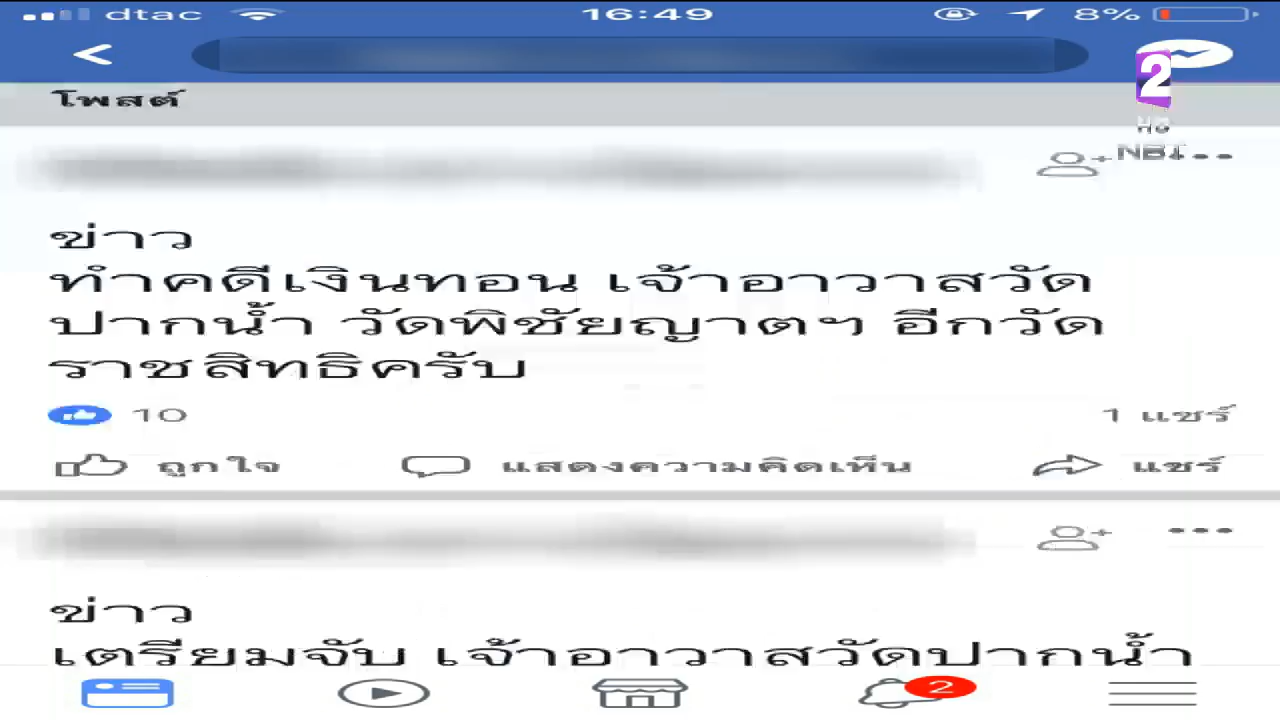 dtac 16:49 8%
2
โพสต์
HD
NBT
ข่าว
ทำคดีเงินทอน เจ้าอาวาสวัด
ปากน้ำ วัดพิชัยญาตฯ อีกวัด
ราชสิทธิครับ
10 1 แชร์
ถูกใจ แสดงความคิดเห็น แชร์
ข่าว
เตรียมจับ เจ้าอาวาสวัดปากน้ำ
2